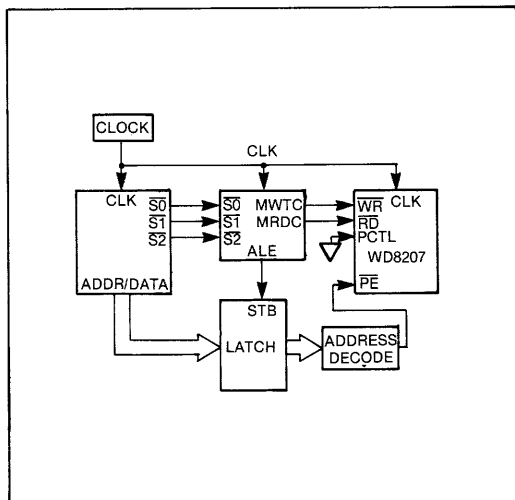 CLOCK
CLK
CLK
S0
S1
S2
ADDR/DATA
S0
S1
S2
MWTC
MRDC
ALE
WR
CLK
RD
PCTL
WD8207
PE
STB
LATCH
ADDRESS
DECODE